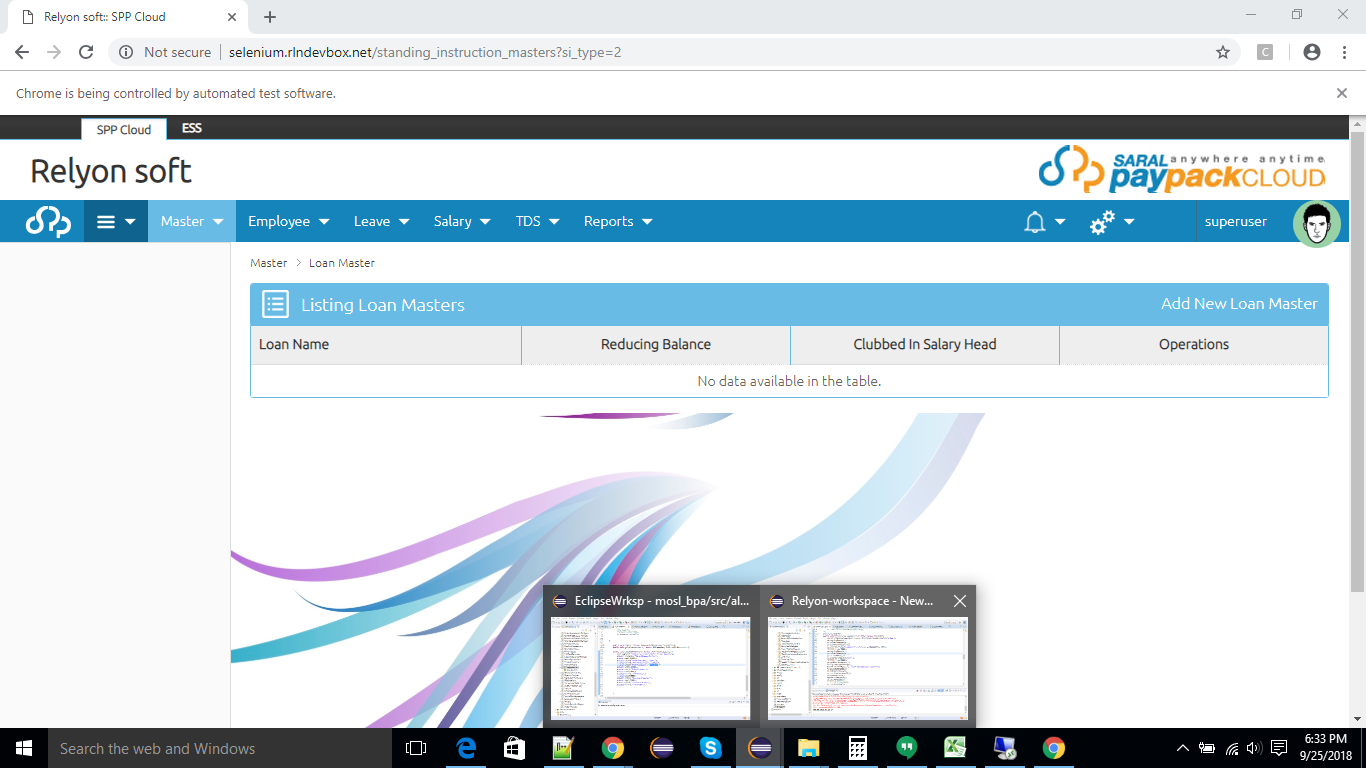 Relyon soft:: SPP Cloud
Not secure selenium.rlndevbox.net/standing_instruction_masters?si_type=2
C
Chrome is being controlled by automated test software.
SPP Cloud ESS
Relyon soft
SARAL anywhere anytime
paypackCLOUD
Master Employee Leave Salary TDS Reports superuser
Master > Loan Master
Listing Loan Masters Add New Loan Master
Loan Name Reducing Balance Clubbed In Salary Head Operations
No data available in the table.
EclipseWrksp - mosl_bpa/src/al... Relyon-workspace - New...
Search the web and Windows
6:33 PM
9/25/2018